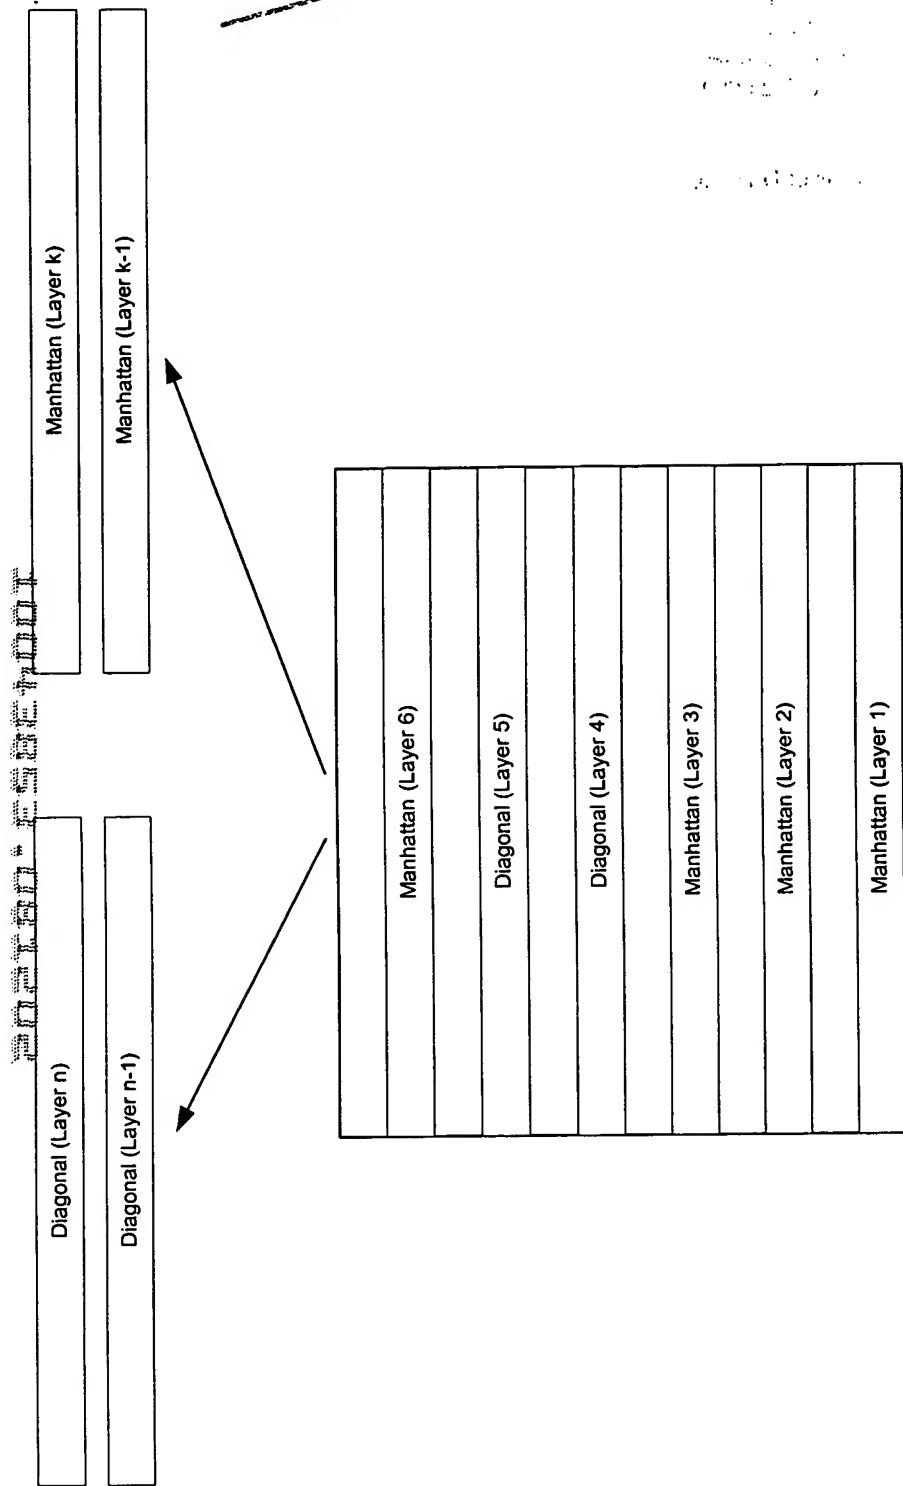 Diagonal (Layer n)
Diagonal (Layer n-1)
Manhattan (Layer k)
Manhattan (Layer k-1)
Manhattan (Layer 6)
Diagonal (Layer 5)
Diagonal (Layer 4)
Manhattan (Layer 3)
Manhattan (Layer 2)
Manhattan (Layer 1)